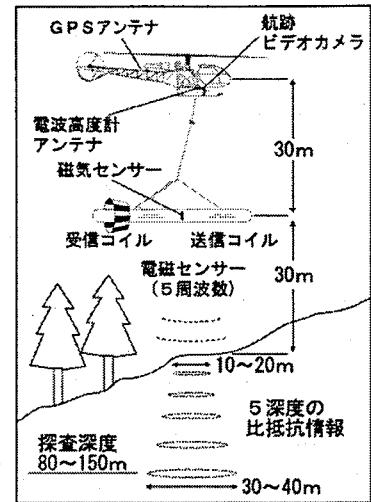 GPSアンテナ
航跡
ビデオカメラ
電波高度計
アンテナ
30m
磁気センサー
受信コイル
送信コイル
電磁センサー
(5周波数)
30m
10〜20m
5深度の
比抵抗情報
探査深度
80〜150m
30〜40m